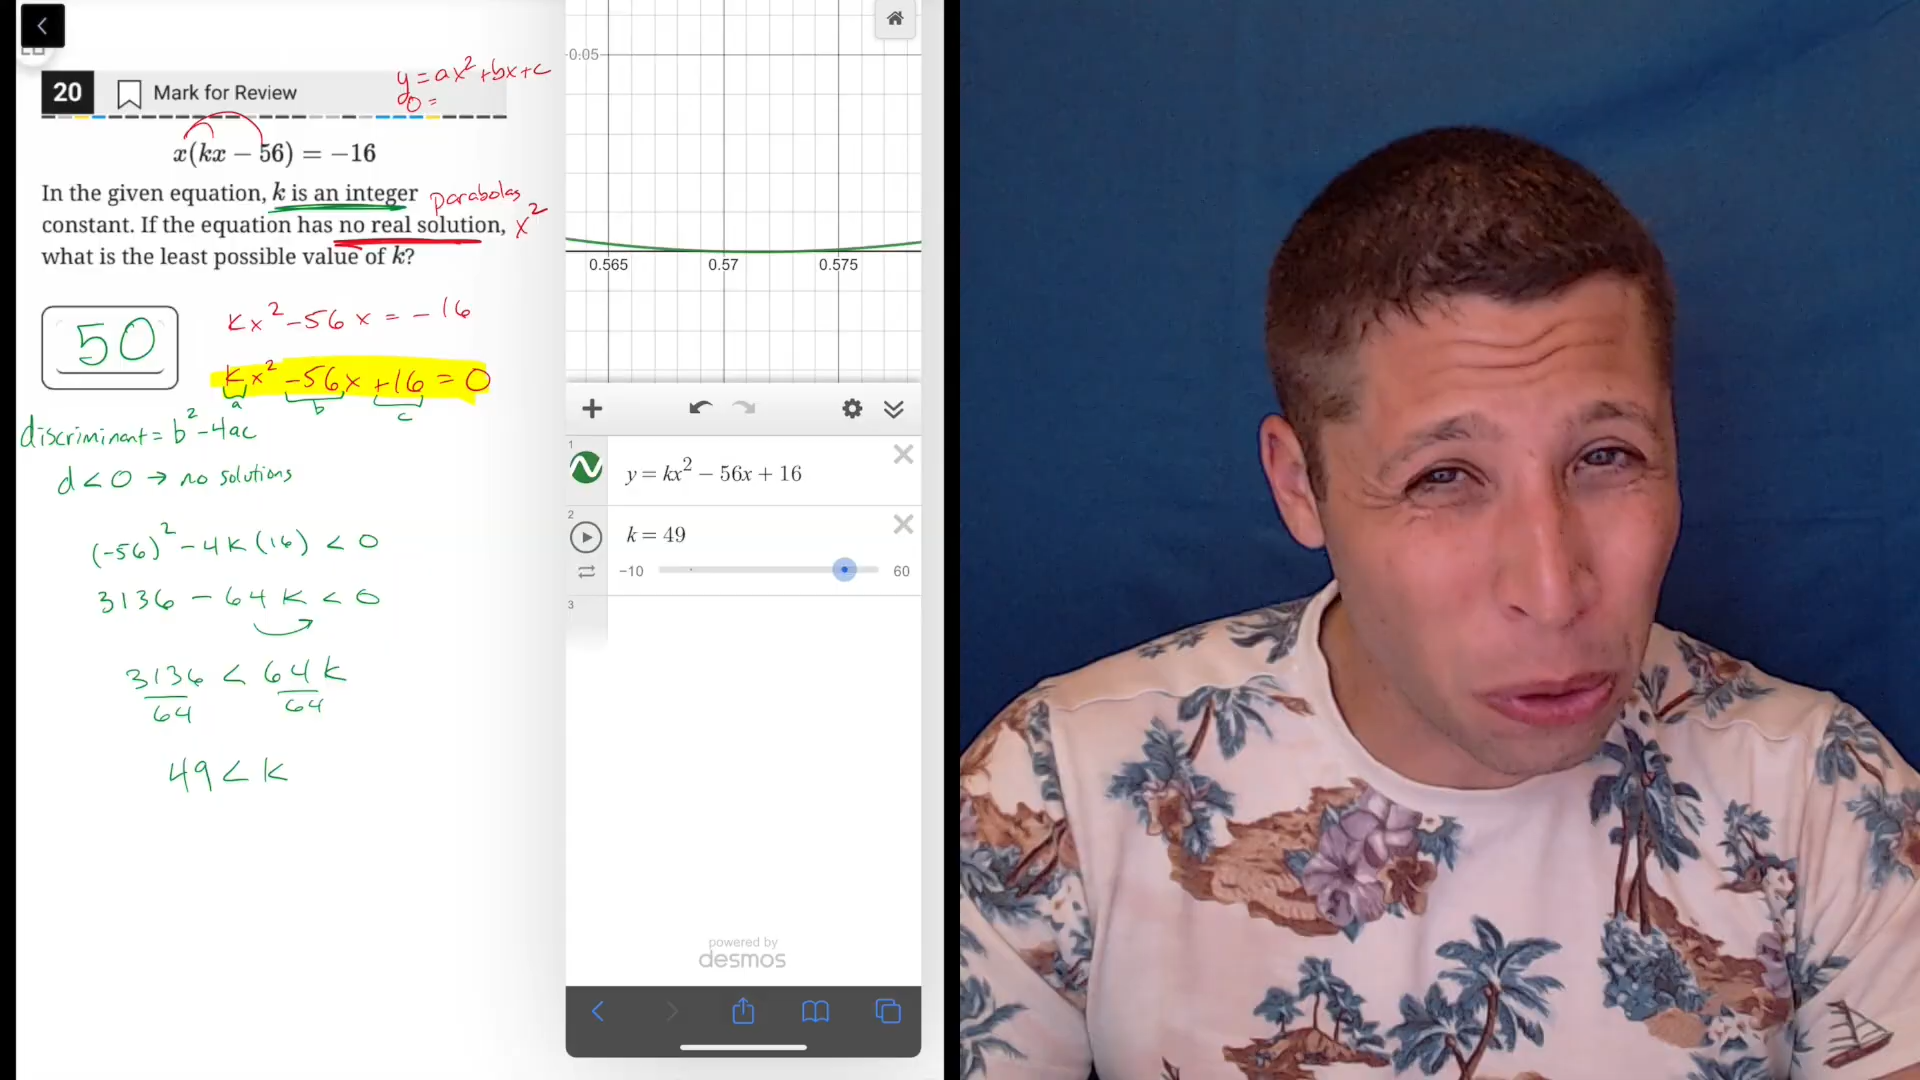 20 Mark for Review
y = ax² + bx + c
0 =
x(kx − 56) = −16
In the given equation, k is an integer
parabolas
constant. If the equation has no real solution,
x²
what is the least possible value of k?
50
kx² - 56x = - 16
kx² - 56x + 16 = 0
a b c
discriminant = b² - 4ac
d < 0 → no solutions
(-56)² - 4k(16) < 0
3136 - 64k < 0
3136 < 64k
64 64
49 < k
0.05
0.565 0.57 0.575
1
y = kx² − 56x + 16
2
k = 49
−10 60
3
powered by
desmos